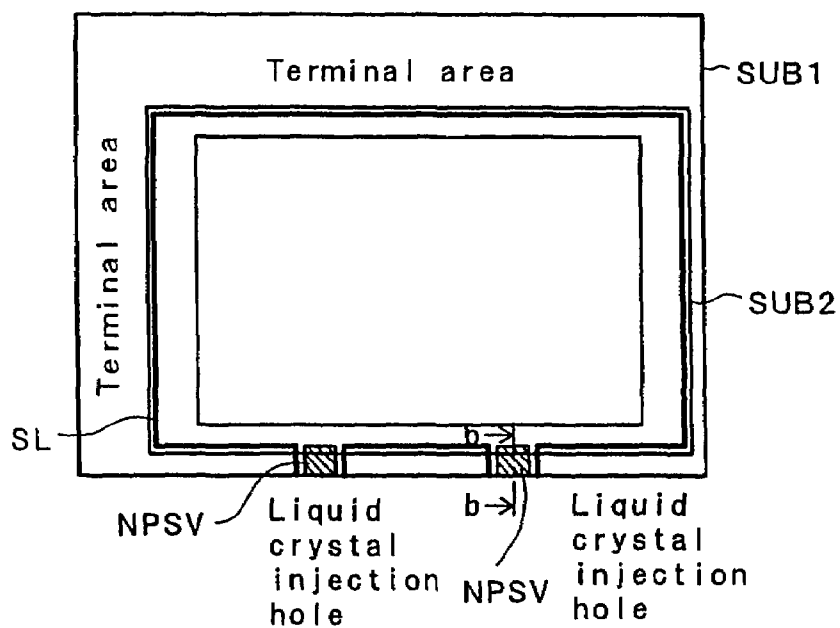 Terminal area
SUB1
Terminal area
SUB2
SL
b
NPSV
Liquid
crystal
injection
hole
b
NPSV
Liquid
crystal
injection
hole